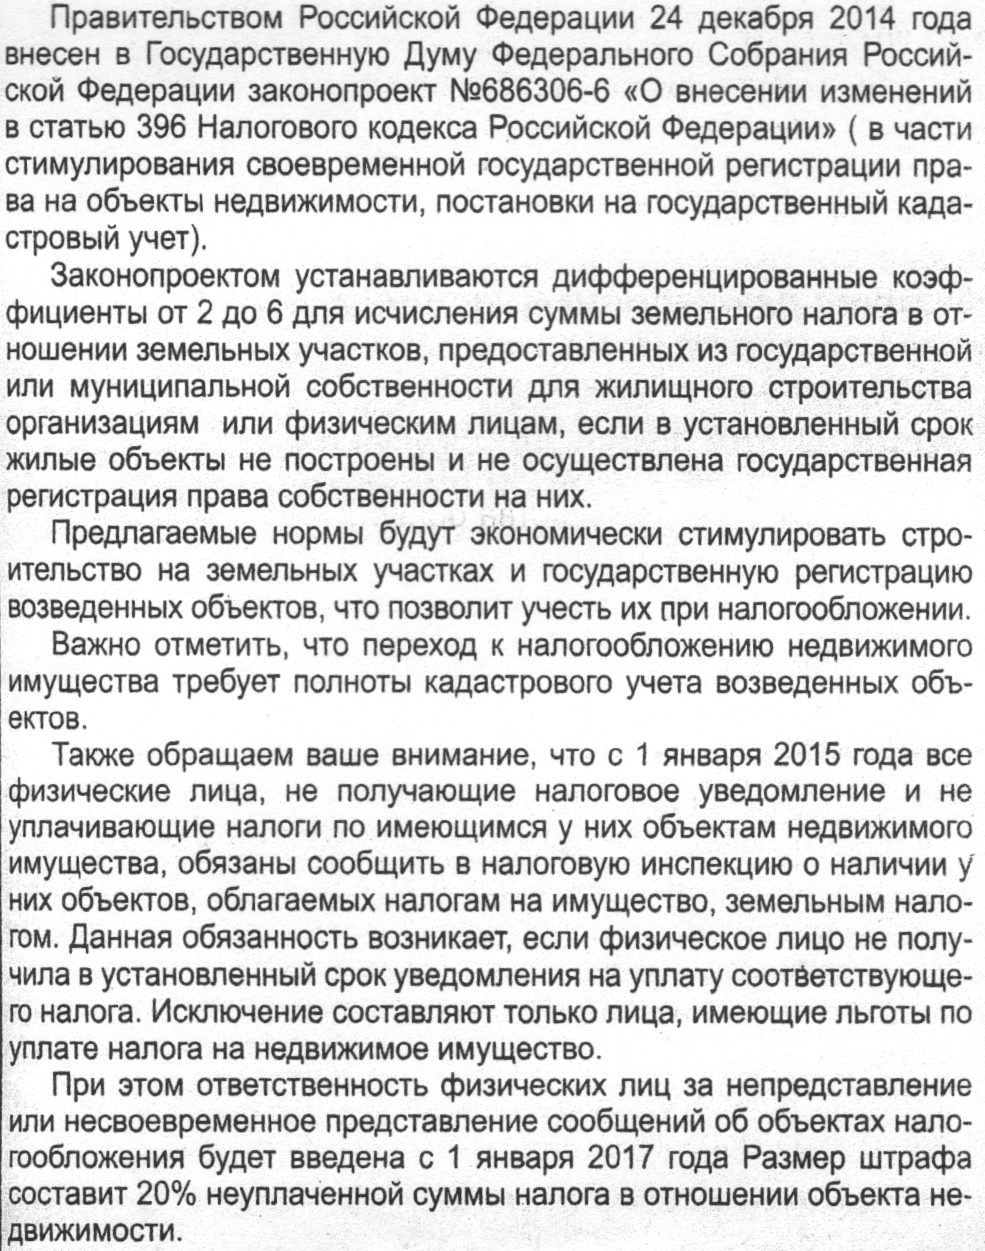 Правительством Российской Федерации 24 декабря 2014 года
внесен в Государственную Думу Федерального Собрания Россий-
ской Федерации законопроект №686306-6 «О внесении изменений
в статью 396 Налогового кодекса Российской Федерации» ( в части
стимулирования своевременной государственной регистрации пра-
ва на объекты недвижимости, постановки на государственный када-
стровый учет).
Законопроектом устанавливаются дифференцированные коэф-
фициенты от 2 до 6 для исчисления суммы земельного налога в от-
ношении земельных участков, предоставленных из государственной
или муниципальной собственности для жилищного строительства
организациям или физическим лицам, если в установленный срок
жилые объекты не построены и не осуществлена государственная
регистрация права собственности на них.
Предлагаемые нормы будут экономически стимулировать стро-
ительство на земельных участках и государственную регистрацию
возведенных объектов, что позволит учесть их при налогообложении.
Важно отметить, что переход к налогообложению недвижимого
имущества требует полноты кадастрового учета возведенных объ-
ектов.
Также обращаем ваше внимание, что с 1 января 2015 года все
физические лица, не получающие налоговое уведомление и не
уплачивающие налоги по имеющимся у них объектам недвижимого
имущества, обязаны сообщить в налоговую инспекцию о наличии у
них объектов, облагаемых налогам на имущество, земельным нало-
гом. Данная обязанность возникает, если физическое лицо не полу-
чила в установленный срок уведомления на уплату соответствующе-
го налога. Исключение составляют только лица, имеющие льготы по
уплате налога на недвижимое имущество.
При этом ответственность физических лиц за непредставление
или несвоевременное представление сообщений об объектах нало-
гообложения будет введена с 1 января 2017 года Размер штрафа
составит 20% неуплаченной суммы налога в отношении объекта не-
движимости.